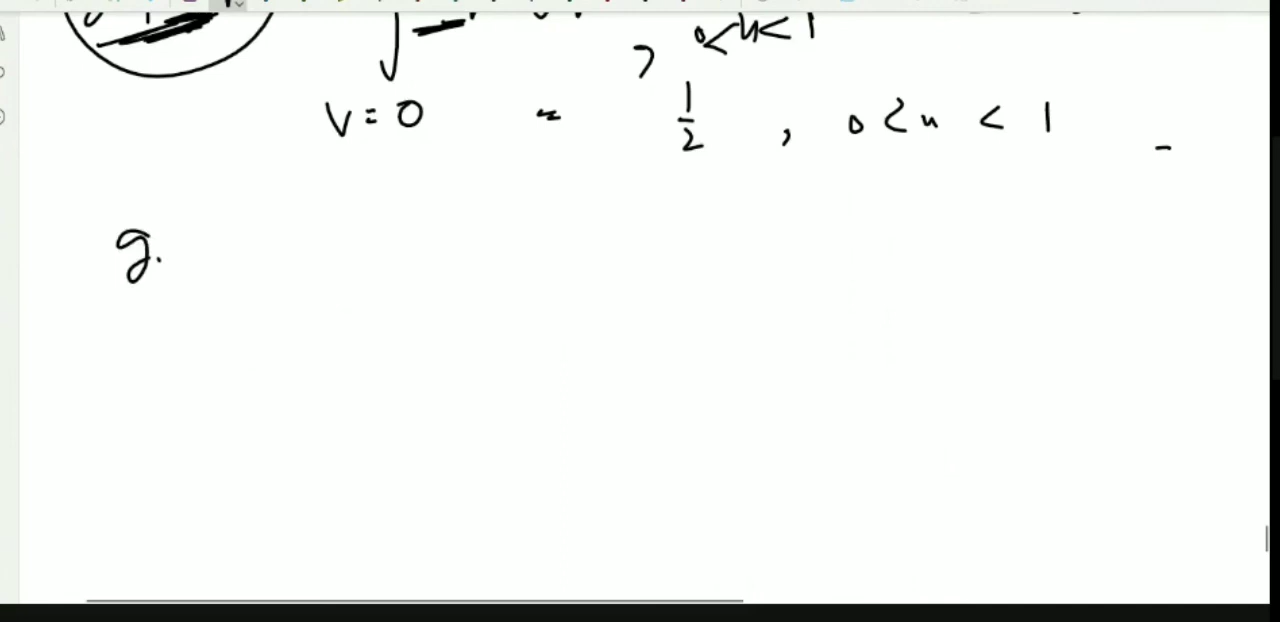 , 0<u<1
v = 0 = 1/2 , 0 < u < 1
g.